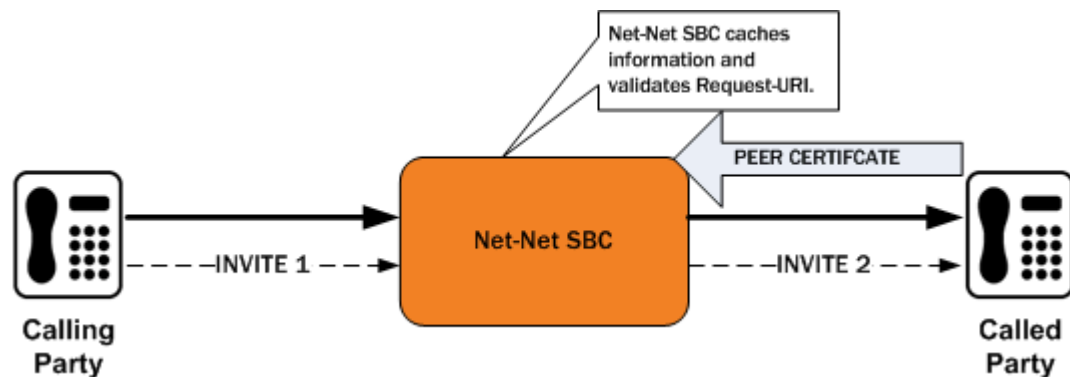 Net-Net SBC caches
information and
validates Request-URI.
PEER CERTIFCATE
Net-Net SBC
INVITE 1
INVITE 2
Calling
Party
Called
Party